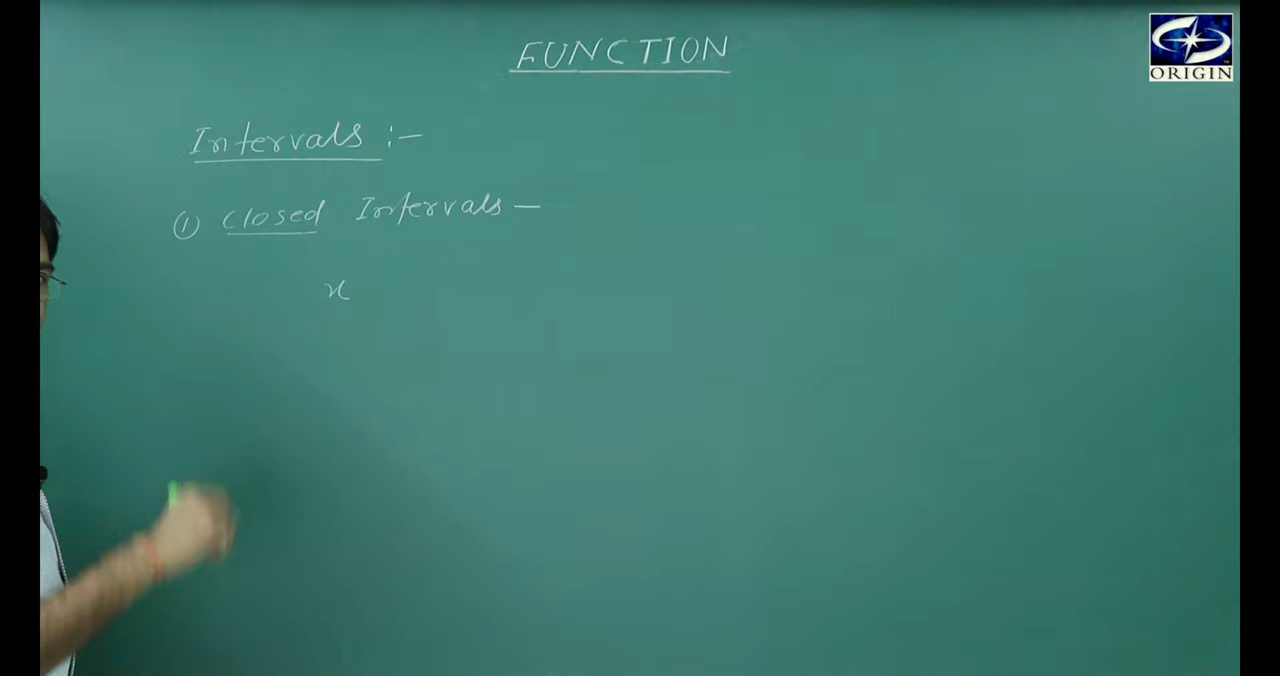 FUNCTION
ORIGIN
Intervals :-
① Closed Intervals -
x